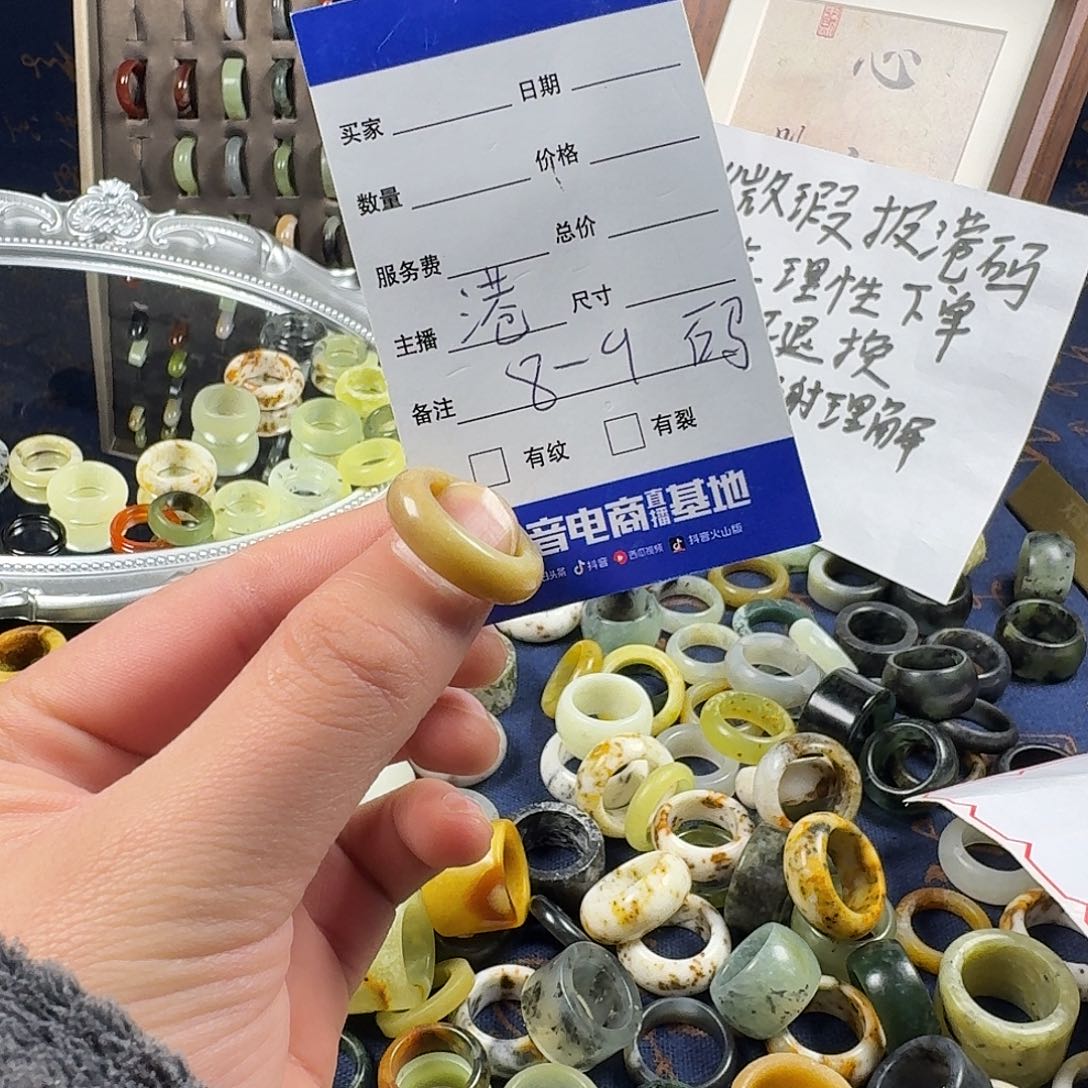 买家 日期
数量 价格
服务费 总价
主播 港 尺寸
8-9 码
备注
有纹 有裂
音电商直播基地
头条 抖音 西瓜视频 抖音火山版
微瑕 报港码
理性下单
退换
谢理解
心